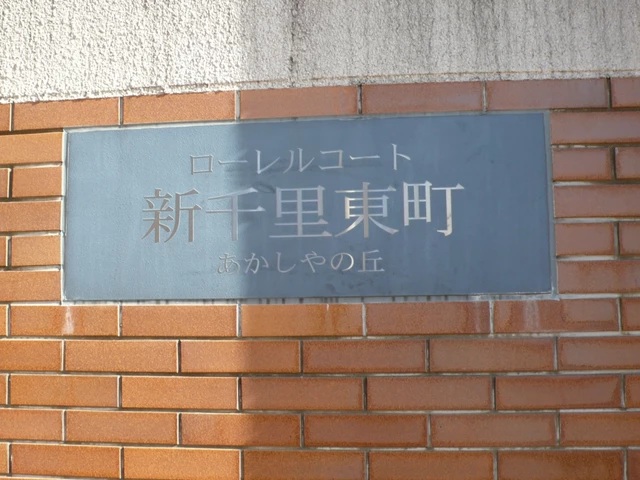 ローレルコート
新千里東町
あかしやの丘